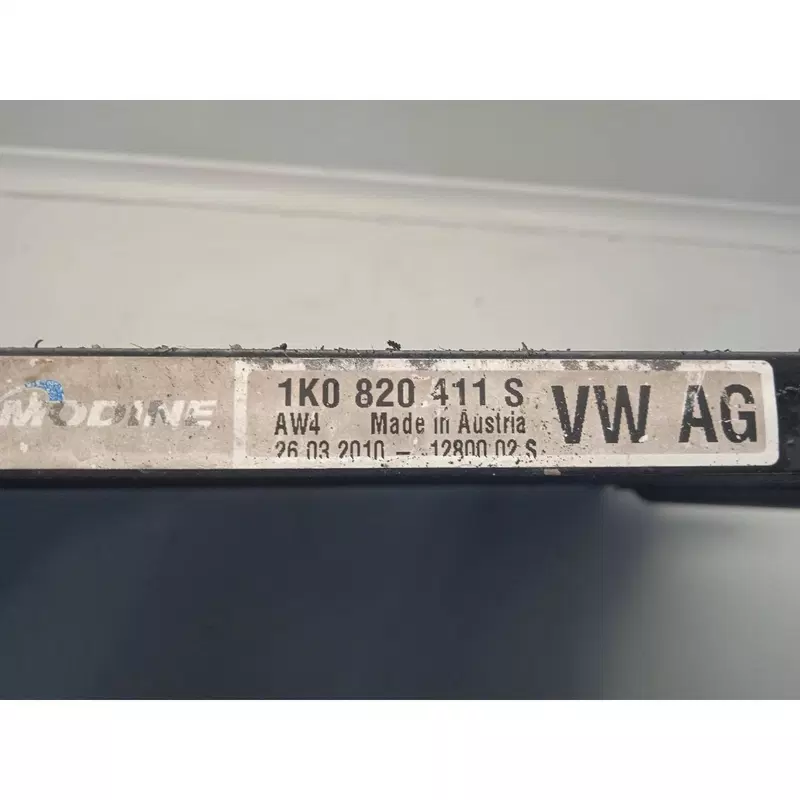 MODINE
1K0 820 411 S
AW4 Made in Austria
26.03.2010 – 12800 02 S
VW AG